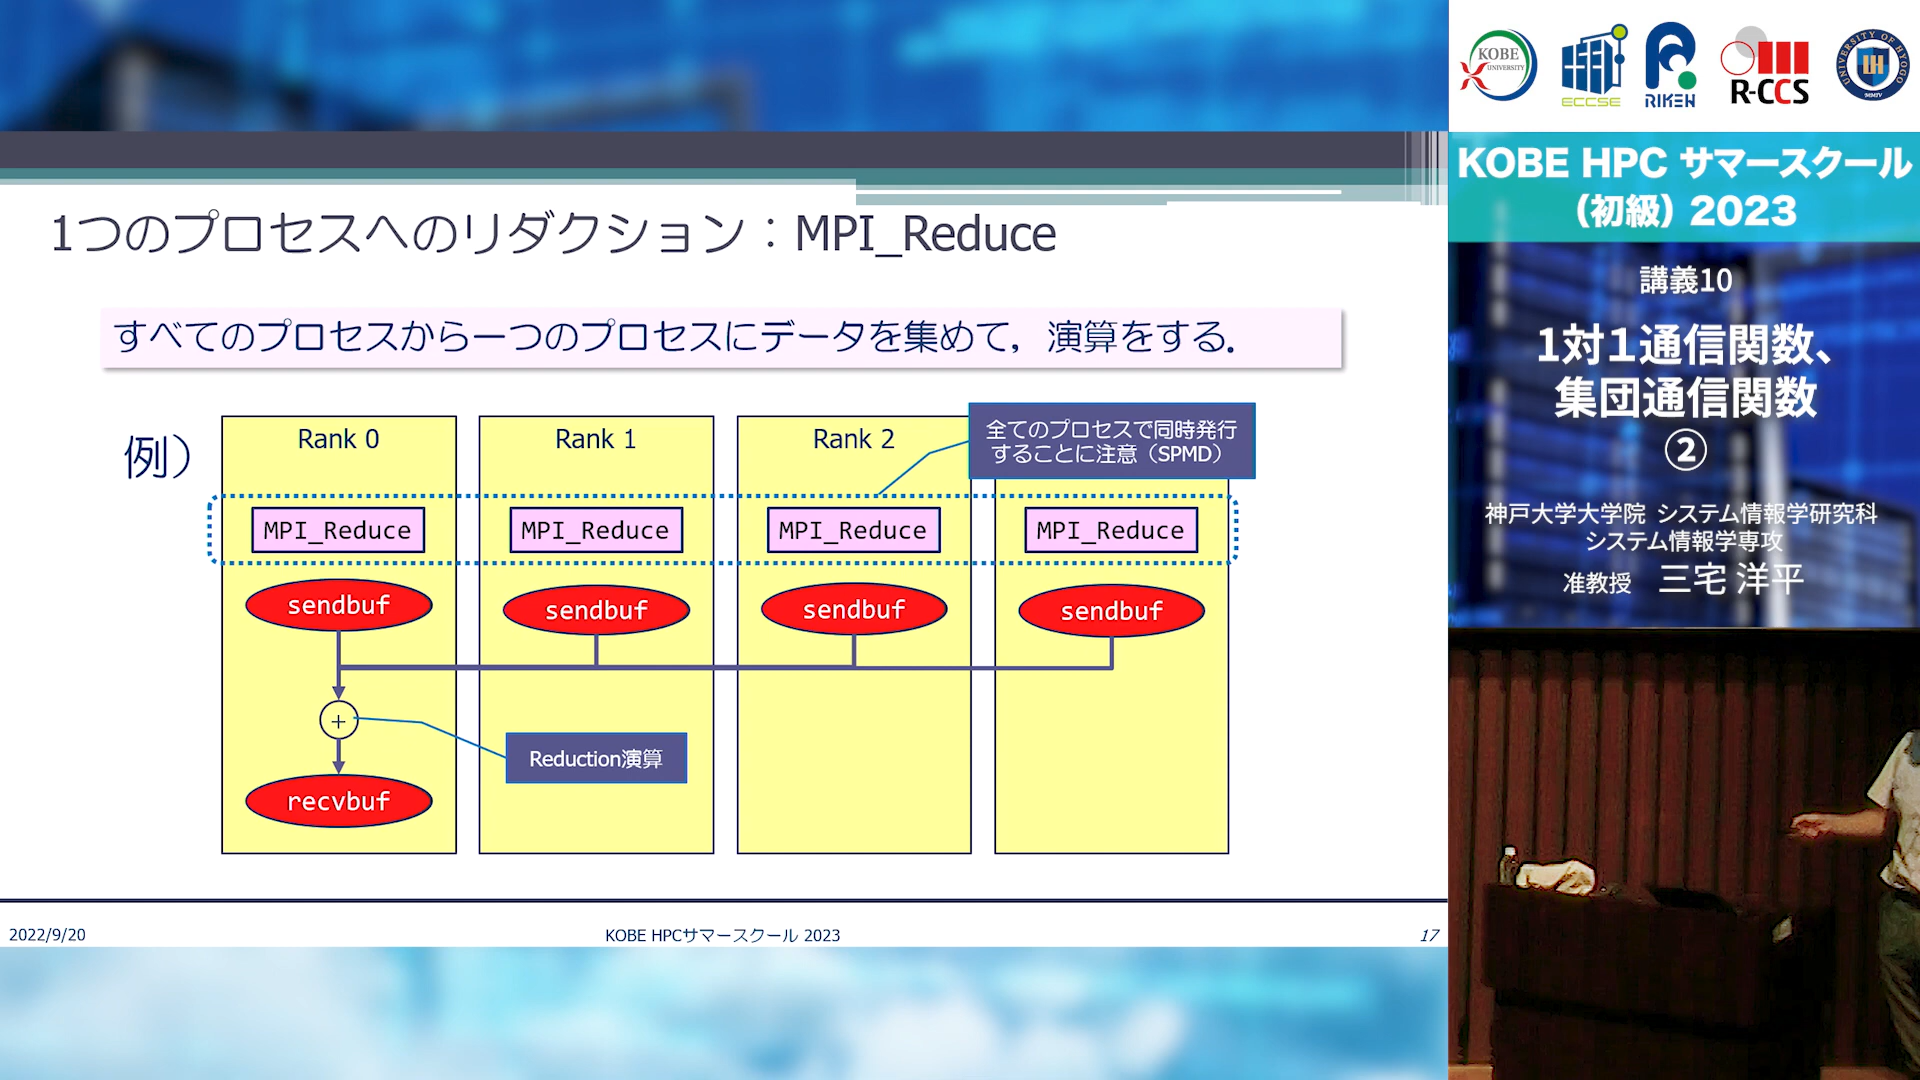 1つのプロセスへのリダクション：MPI_Reduce
すべてのプロセスから一つのプロセスにデータを集めて，演算をする．
例）
Rank 0
Rank 1
Rank 2
全てのプロセスで同時発行
することに注意（SPMD）
MPI_Reduce
MPI_Reduce
MPI_Reduce
MPI_Reduce
sendbuf
sendbuf
sendbuf
sendbuf
+
Reduction演算
recvbuf
2022/9/20
KOBE HPCサマースクール 2023
17
KOBE
UNIVERSITY
ECCSE
RIKEN
R-CCS
UNIVERSITY OF HYOGO
KOBE HPC サマースクール
（初級）2023
講義10
1対1通信関数、
集団通信関数
②
神戸大学大学院 システム情報学研究科
システム情報学専攻
准教授 三宅 洋平